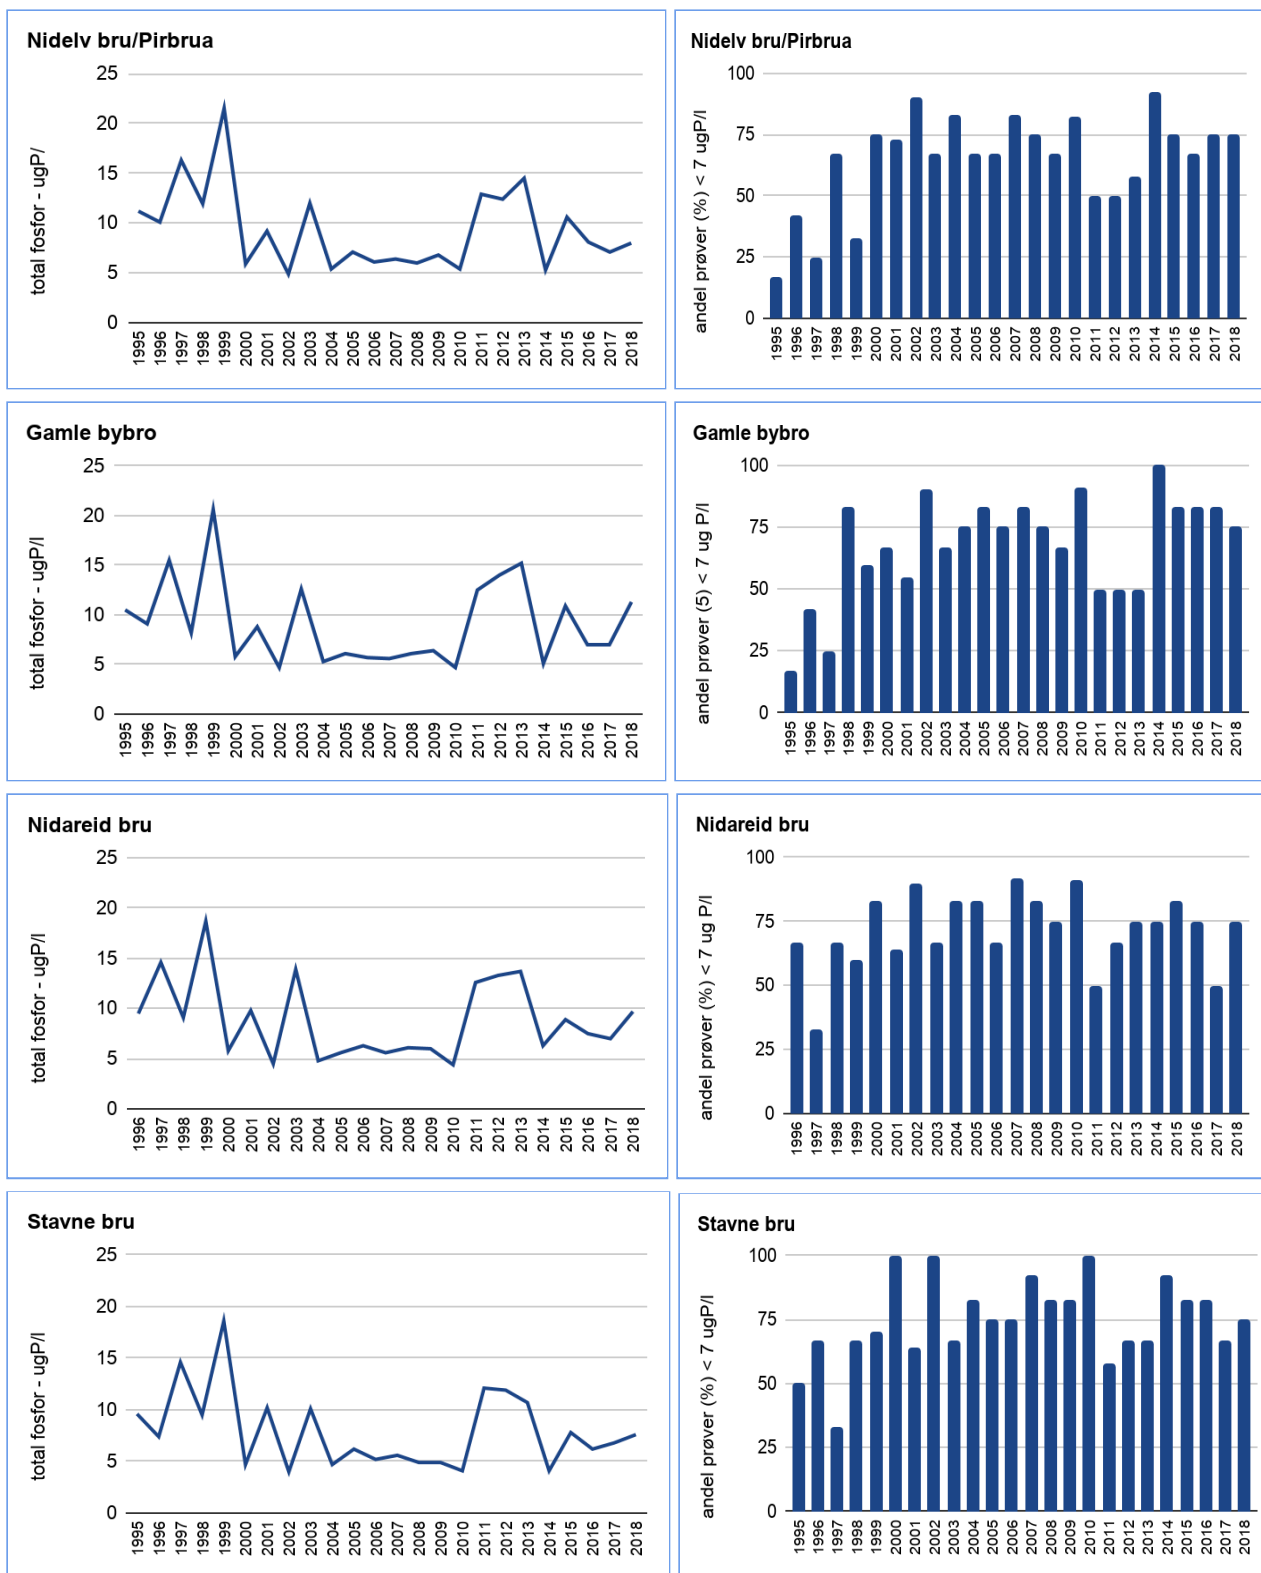 Nidelv bru/Pirbrua
25
20
15
10
5
0
total fosfor - ugP/
1995 1996 1997 1998 1999 2000 2001 2002 2003 2004 2005 2006 2007 2008 2009 2010 2011 2012 2013 2014 2015 2016 2017 2018
Nidelv bru/Pirbrua
100
75
50
25
0
andel prøver (%) < 7 ugP/l
1995 1996 1997 1998 1999 2000 2001 2002 2003 2004 2005 2006 2007 2008 2009 2010 2011 2012 2013 2014 2015 2016 2017 2018
Gamle bybro
25
20
15
10
5
0
total fosfor - ugP/l
1995 1996 1997 1998 1999 2000 2001 2002 2003 2004 2005 2006 2007 2008 2009 2010 2011 2012 2013 2014 2015 2016 2017 2018
Gamle bybro
100
75
50
25
0
andel prøver (5) < 7 ug P/l
1995 1996 1997 1998 1999 2000 2001 2002 2003 2004 2005 2006 2007 2008 2009 2010 2011 2012 2013 2014 2015 2016 2017 2018
Nidareid bru
25
20
15
10
5
0
total fosfor - ugP/l
1996 1997 1998 1999 2000 2001 2002 2003 2004 2005 2006 2007 2008 2009 2010 2011 2012 2013 2014 2015 2016 2017 2018
Nidareid bru
100
75
50
25
0
andel prøver (%) < 7 ug P/l
1996 1997 1998 1999 2000 2001 2002 2003 2004 2005 2006 2007 2008 2009 2010 2011 2012 2013 2014 2015 2016 2017 2018
Stavne bru
25
20
15
10
5
0
total fosfor - ugP/l
1995 1996 1997 1998 1999 2000 2001 2002 2003 2004 2005 2006 2007 2008 2009 2010 2011 2012 2013 2014 2015 2016 2017 2018
Stavne bru
100
75
50
25
0
andel prøver (%) < 7 ugP/l
1995 1996 1997 1998 1999 2000 2001 2002 2003 2004 2005 2006 2007 2008 2009 2010 2011 2012 2013 2014 2015 2016 2017 2018